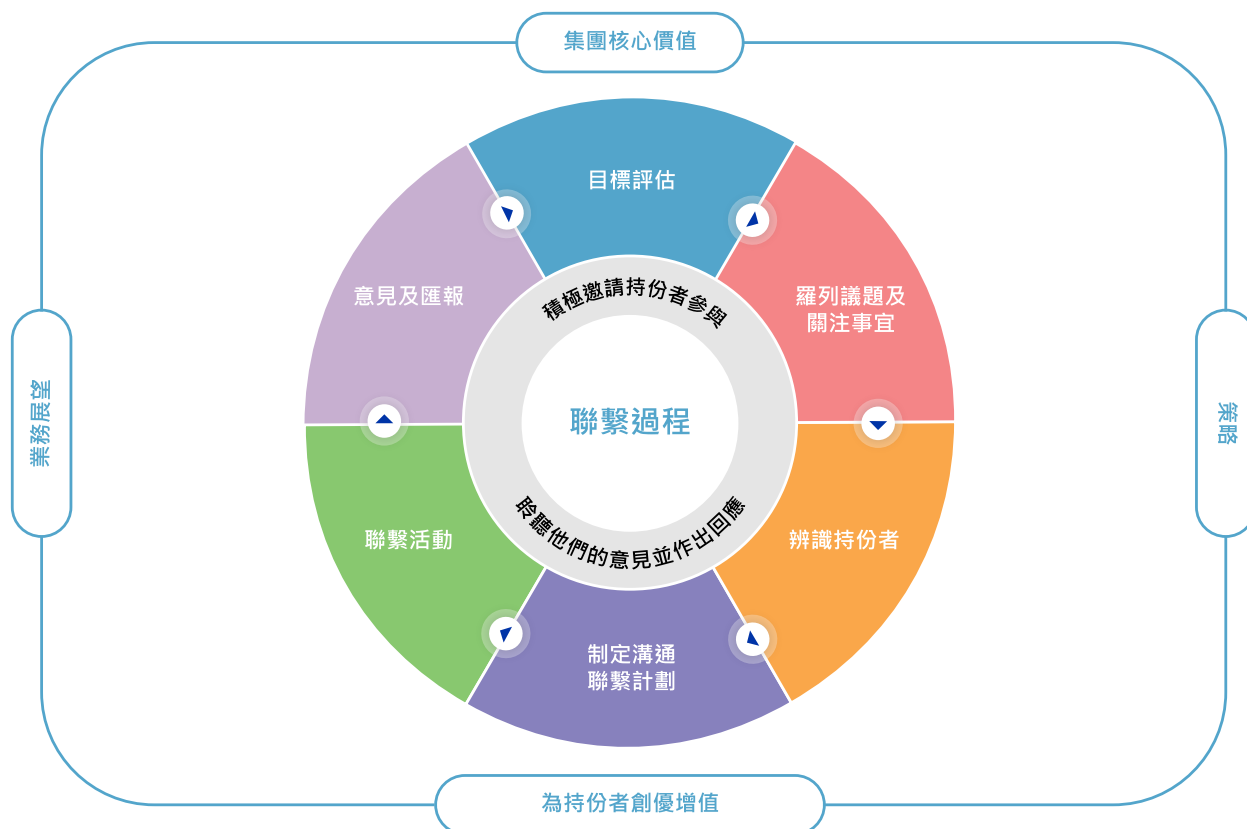 集團核心價值
目標評估
意見及匯報
羅列議題及
關注事宜
積極邀請持份者參與
聯繫過程
聆聽他們的意見並作出回應
業務展望
策略
聯繫活動
辨識持份者
制定溝通
聯繫計劃
為持份者創優增值